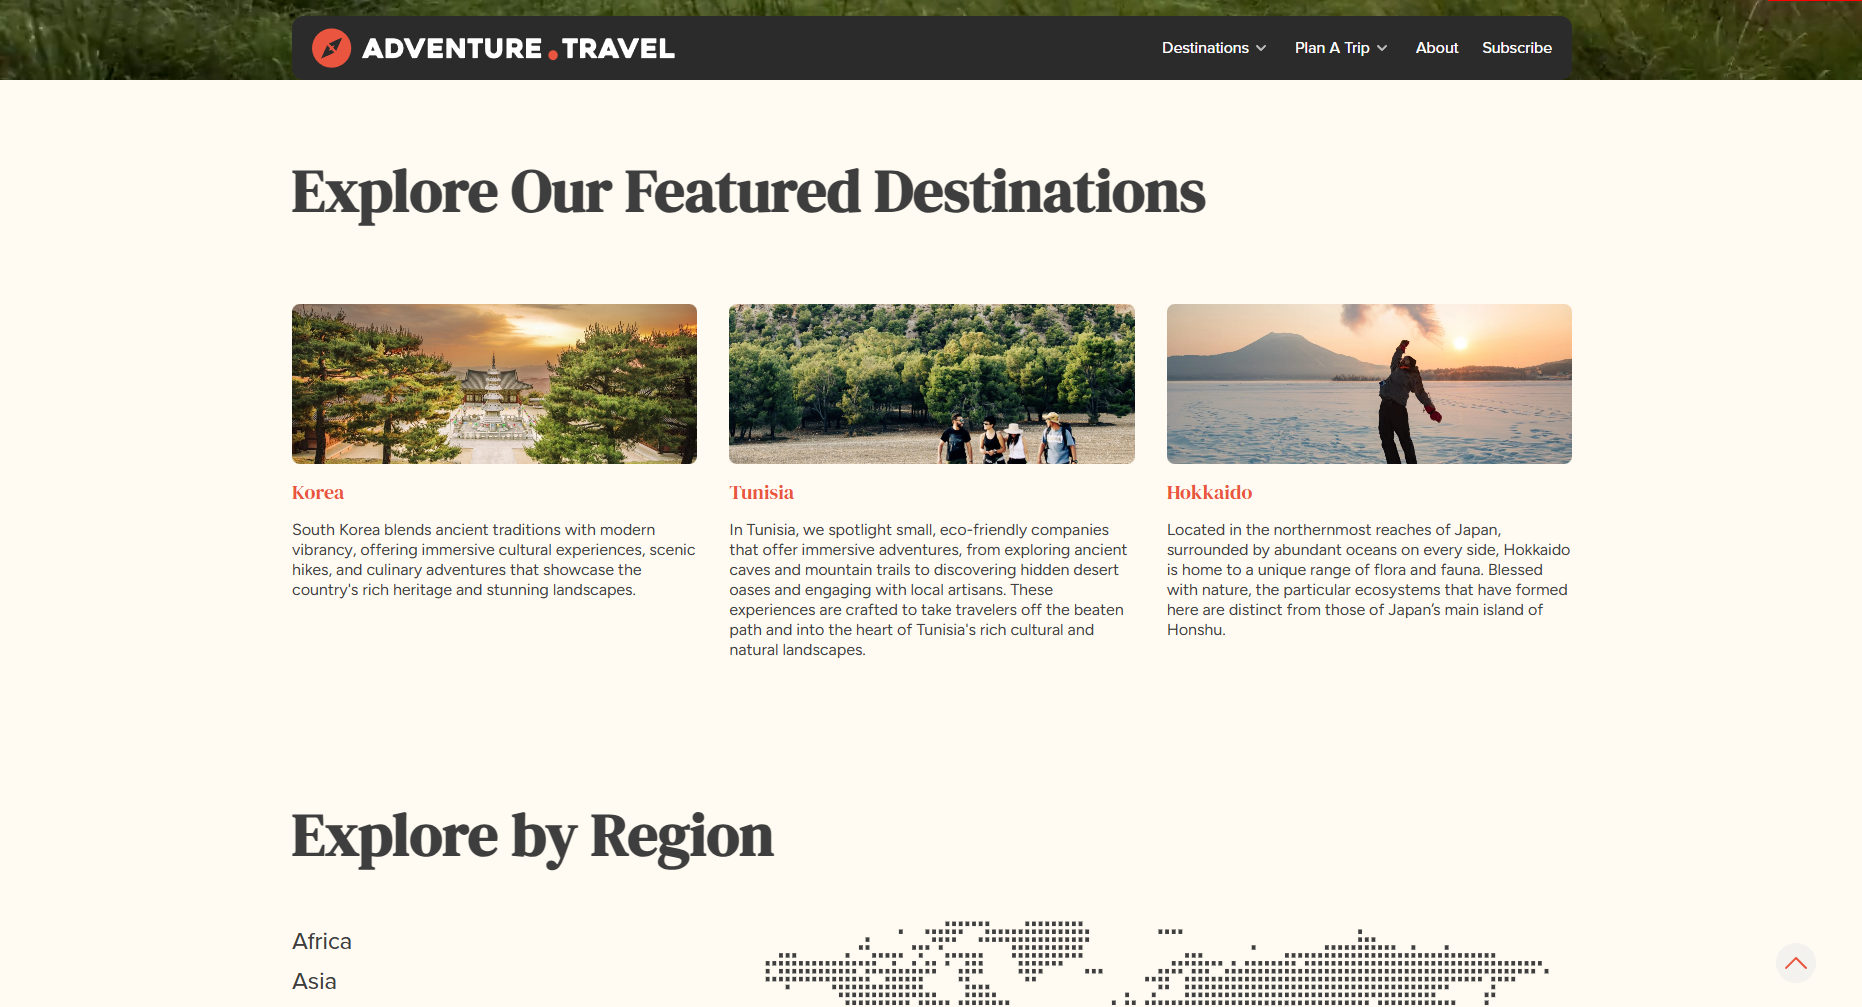 ADVENTURE.TRAVEL
Destinations
Plan A Trip
About
Subscribe
Explore Our Featured Destinations
Korea
South Korea blends ancient traditions with modern
vibrancy, offering immersive cultural experiences, scenic
hikes, and culinary adventures that showcase the
country's rich heritage and stunning landscapes.
Tunisia
In Tunisia, we spotlight small, eco-friendly companies
that offer immersive adventures, from exploring ancient
caves and mountain trails to discovering hidden desert
oases and engaging with local artisans. These
experiences are crafted to take travelers off the beaten
path and into the heart of Tunisia's rich cultural and
natural landscapes.
Hokkaido
Located in the northernmost reaches of Japan,
surrounded by abundant oceans on every side, Hokkaido
is home to a unique range of flora and fauna. Blessed
with nature, the particular ecosystems that have formed
here are distinct from those of Japan’s main island of
Honshu.
Explore by Region
Africa
Asia